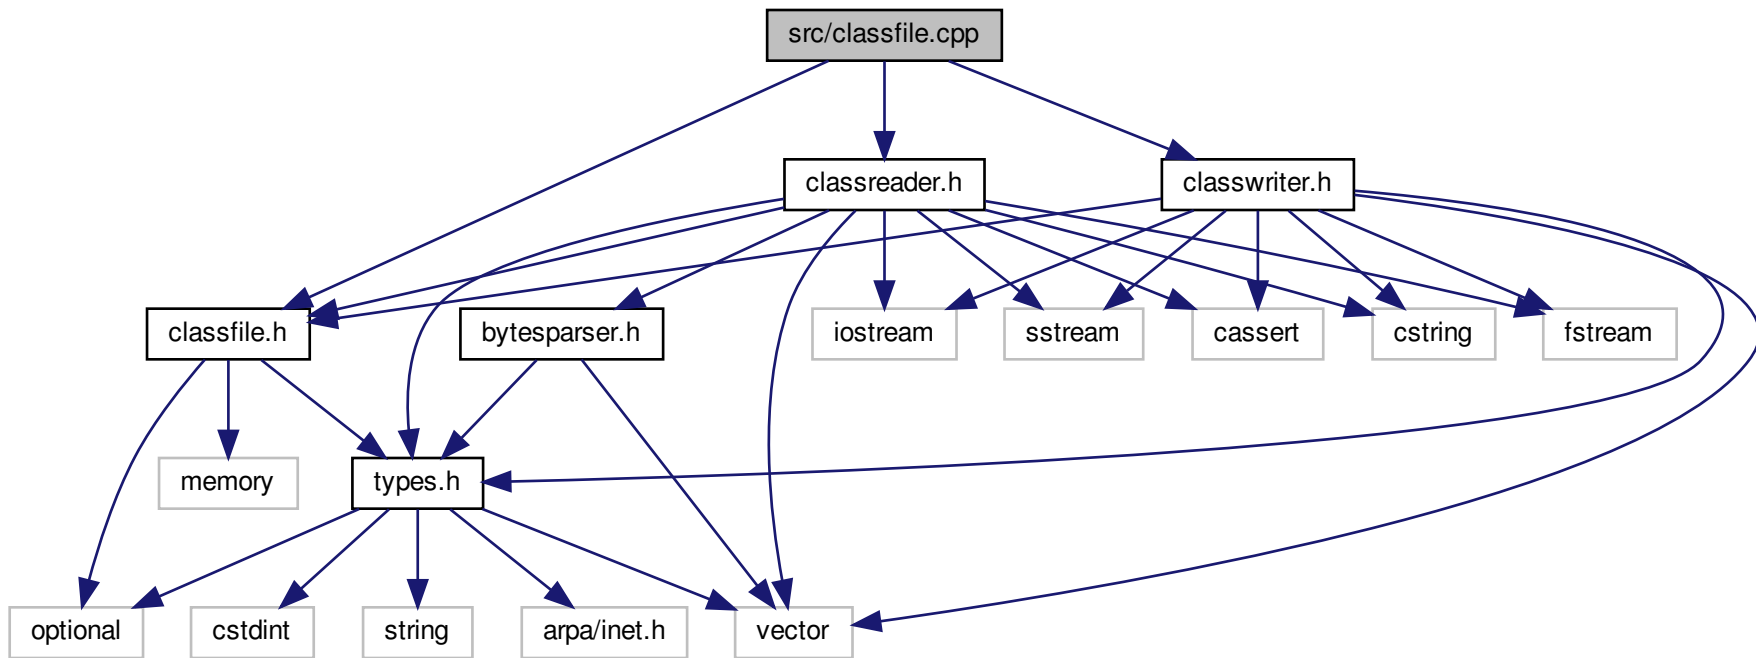 src/classfile.cpp
classreader.h
classwriter.h
classfile.h
bytesparser.h
iostream
sstream
cassert
cstring
fstream
memory
types.h
optional
cstdint
string
arpa/inet.h
vector